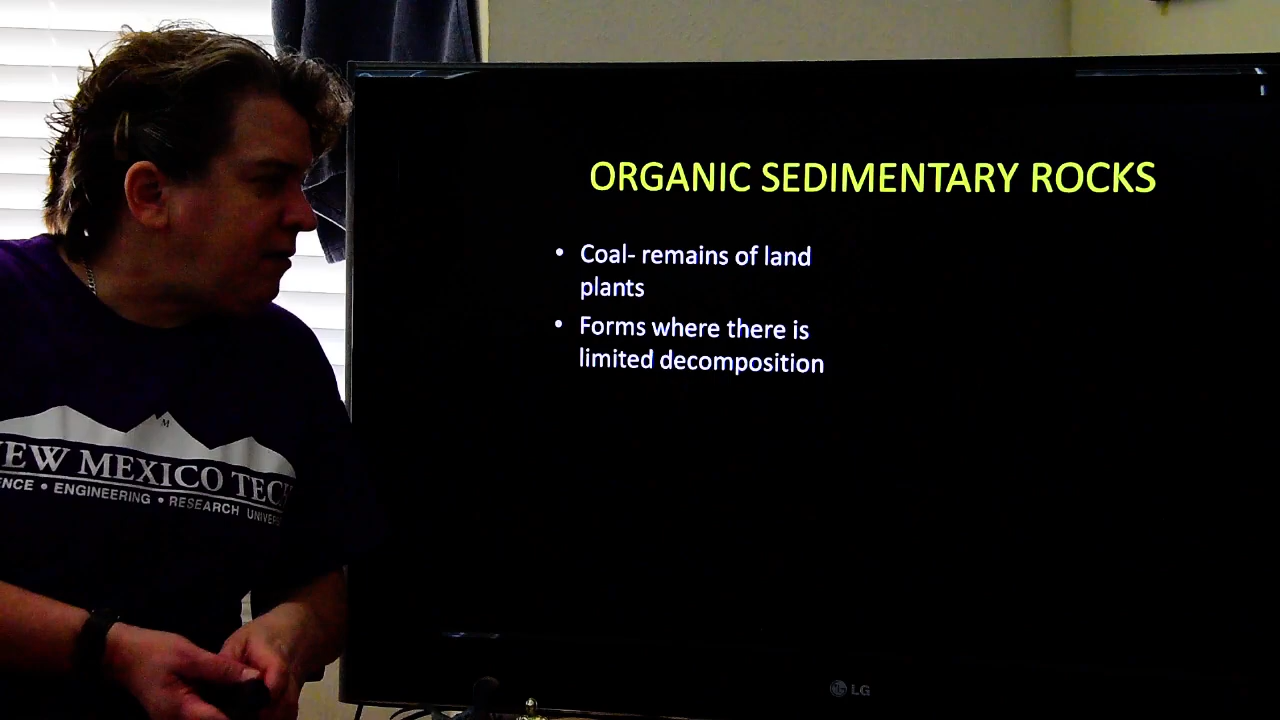 ORGANIC SEDIMENTARY ROCKS
• Coal- remains of land
plants
• Forms where there is
limited decomposition
M
EW MEXICO TEC
ENCE • ENGINEERING • RESEARCH UNIVERS
LG